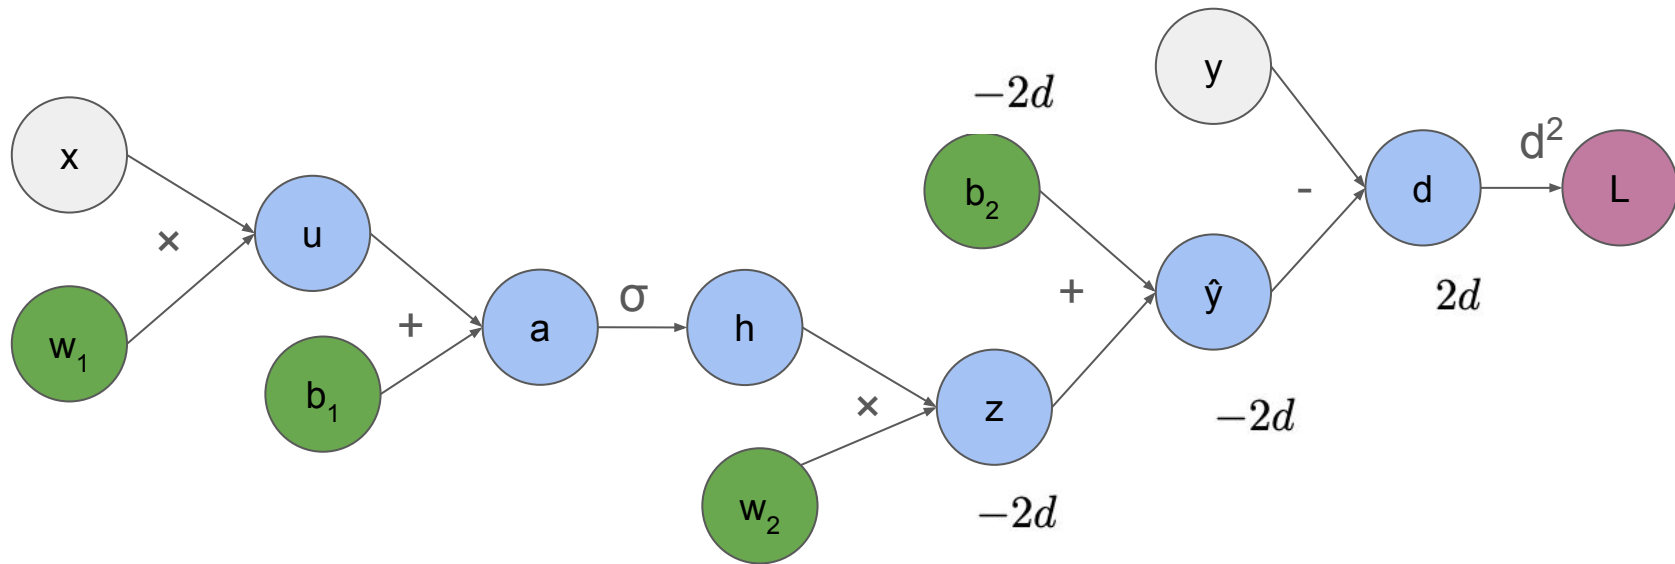 x
×
w₁
u
+
b₁
a
σ
h
×
w₂
z
−2d
−2d
b₂
+
ŷ
−2d
y
-
d
2d
d²
L